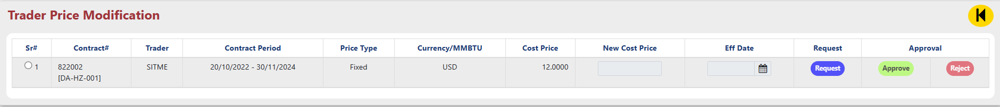 Trader Price Modification
Sr# Contract# Trader Contract Period Price Type Currency/MMBTU Cost Price New Cost Price Eff Date Request Approval
1 822002 SITME 20/10/2022 - 30/11/2024 Fixed USD 12.0000 Request Approve Reject
[DA-HZ-001]